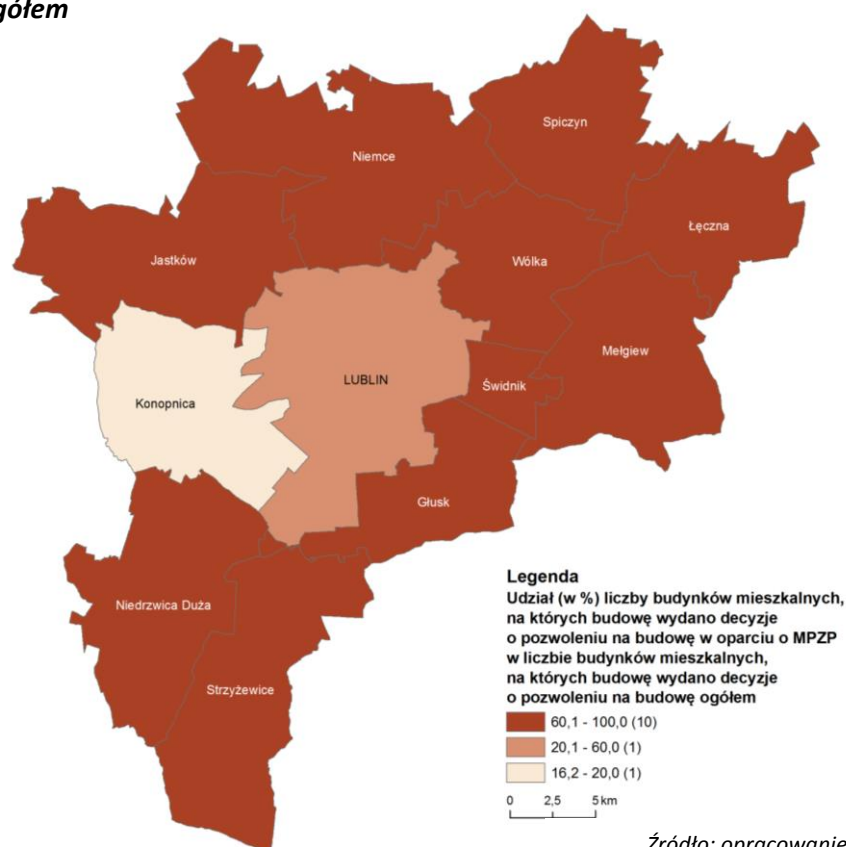 gółem
Spiczyn
Niemce
Łęczna
Jastków
Wólka
Mełgiew
LUBLIN
Świdnik
Konopnica
Głusk
Niedrzwica Duża
Strzyżewice
Legenda
Udział (w %) liczby budynków mieszkalnych,
na których budowę wydano decyzje
o pozwoleniu na budowę w oparciu o MPZP
w liczbie budynków mieszkalnych,
na których budowę wydano decyzje
o pozwoleniu na budowę ogółem
60,1 - 100,0 (10)
20,1 - 60,0 (1)
16,2 - 20,0 (1)
0 2,5 5 km
Źródło: opracowanie